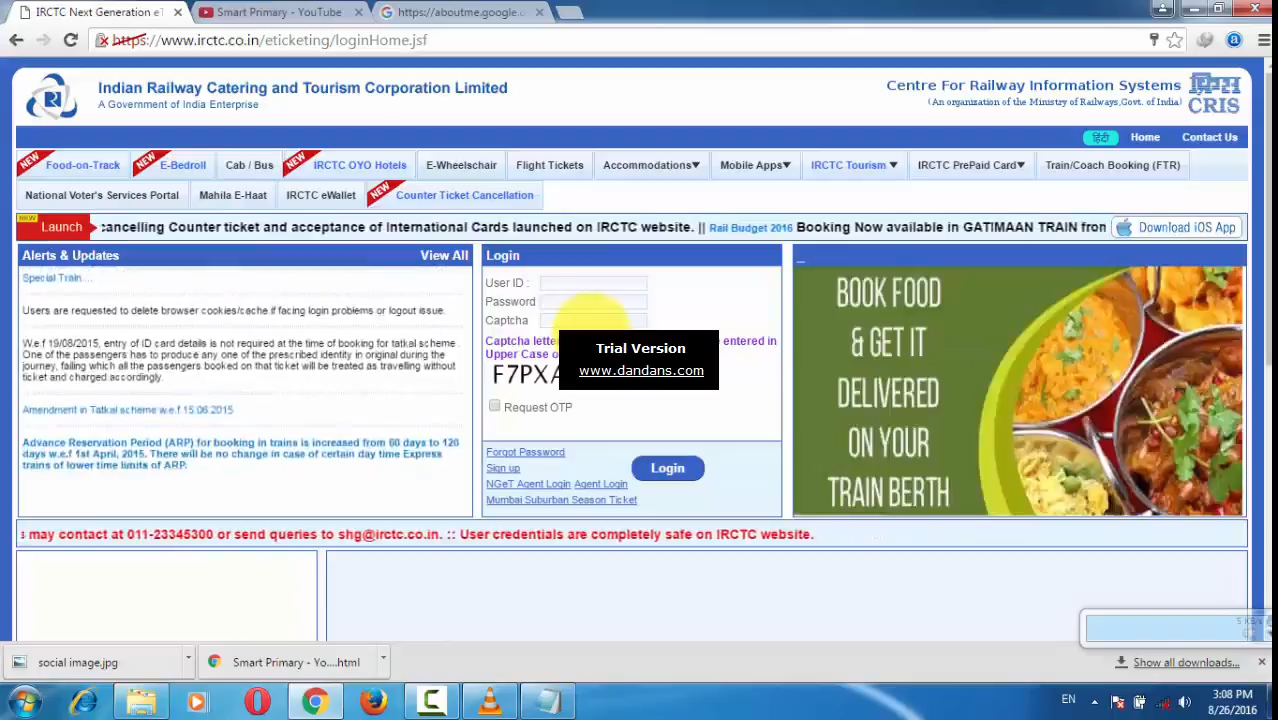 IRCTC Next Generation eT
Smart Primary - YouTube
https://aboutme.google.c
https://www.irctc.co.in/eticketing/loginHome.jsf
Indian Railway Catering and Tourism Corporation Limited
A Government of India Enterprise
Centre For Railway Information Systems
(An organization of the Ministry of Railways,Govt. of India)
CRIS
हिंदी Home Contact Us
NEW Food-on-Track NEW E-Bedroll Cab / Bus NEW IRCTC OYO Hotels E-Wheelchair Flight Tickets Accommodations▾ Mobile Apps▾ IRCTC Tourism ▾ IRCTC PrePaid Card▾ Train/Coach Booking (FTR)
National Voter's Services Portal Mahila E-Haat IRCTC eWallet NEW Counter Ticket Cancellation
NEW
Launch cancelling Counter ticket and acceptance of International Cards launched on IRCTC website. || Rail Budget 2016 Booking Now available in GATIMAAN TRAIN from Download iOS App
Alerts & Updates View All
Special Train....
Users are requested to delete browser cookies/cache if facing login problems or logout issue.
W.e.f 19/08/2015, entry of ID card details is not required at the time of booking for tatkal scheme .
One of the passengers has to produce any one of the prescribed identity in original during the
journey, failing which all the passengers booked on that ticket will be treated as travelling without
ticket and charged accordingly.
Amendment in Tatkal scheme w.e.f 15.06.2015
Advance Reservation Period (ARP) for booking in trains is increased from 60 days to 120
days w.e.f 1st April, 2015. There will be no change in case of certain day time Express
trains of lower time limits of ARP.
Login
User ID :
Password
Captcha
Captcha lette e entered in
Upper Case o
F7PXA
Trial Version
www.dandans.com
Request OTP
Forgot Password
Sign up
NGeT Agent Login Agent Login
Mumbai Suburban Season Ticket
Login
BOOK FOOD
& GET IT
DELIVERED
ON YOUR
TRAIN BERTH
s may contact at 011-23345300 or send queries to shg@irctc.co.in. :: User credentials are completely safe on IRCTC website.
5 KB/s
social image.jpg
Smart Primary - Yo....html
Show all downloads...
EN
3:08 PM
8/26/2016